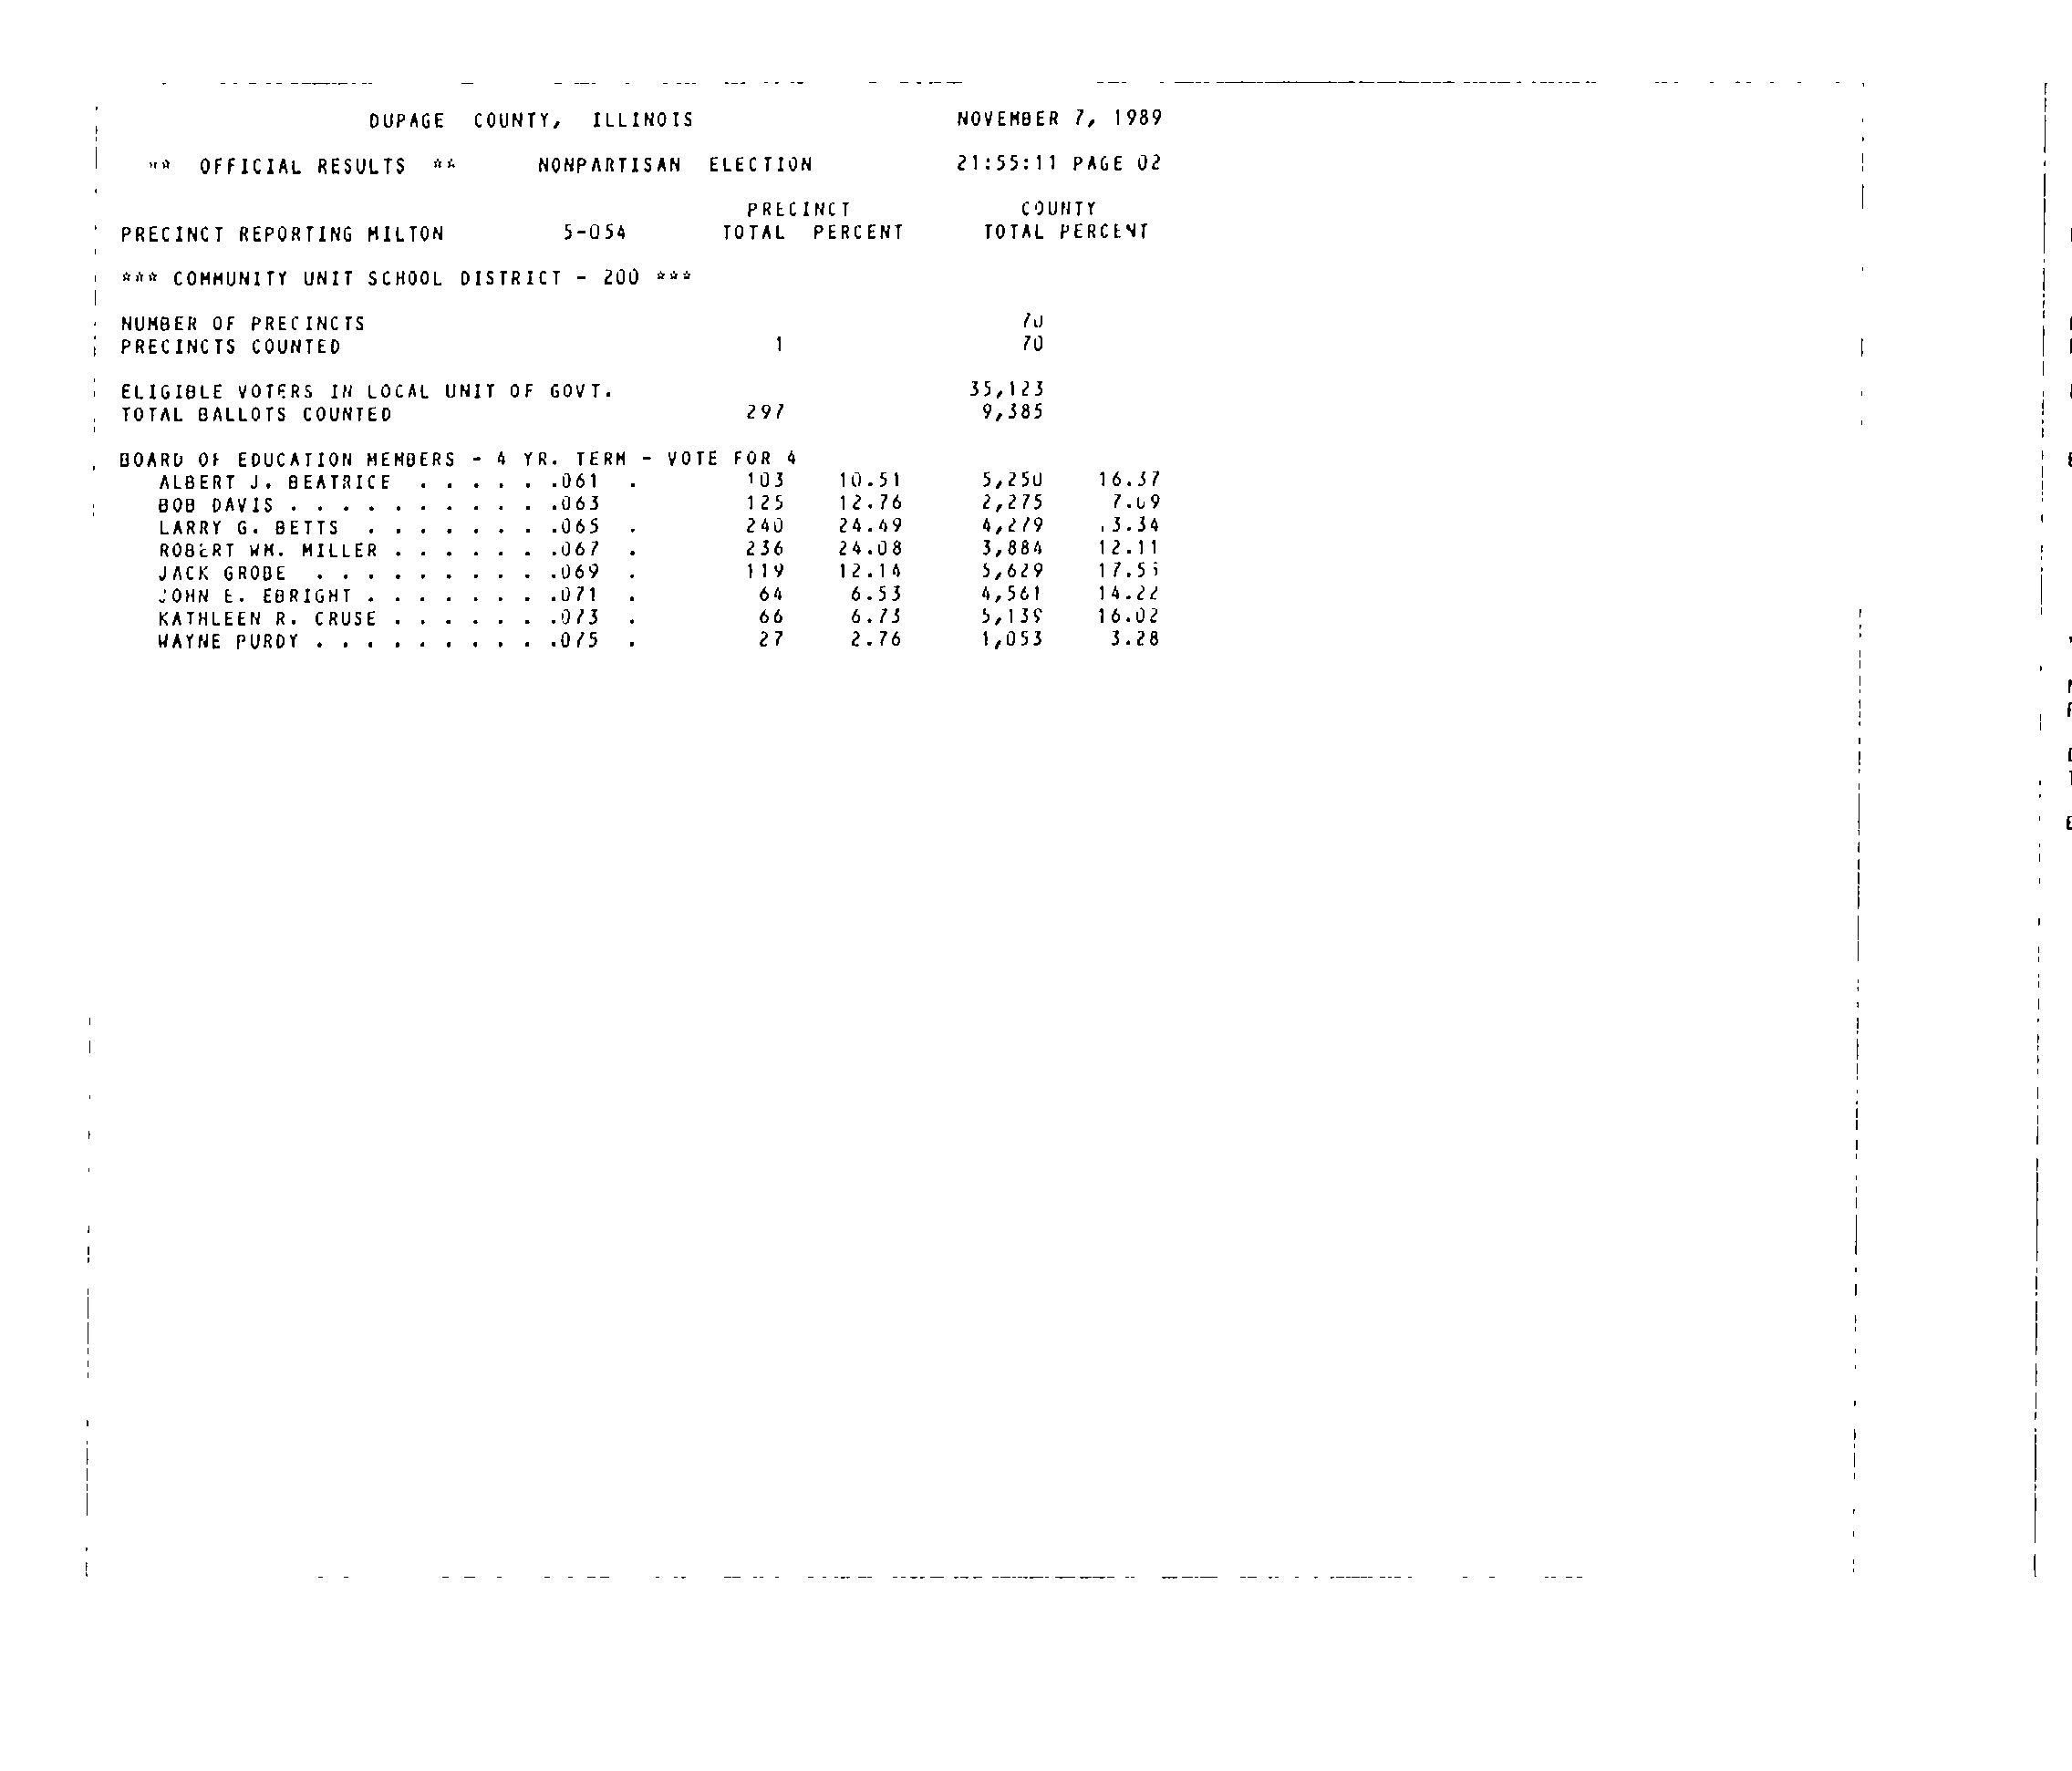 DUPAGE COUNTY, ILLINOIS NOVEMBER 7, 1989
** OFFICIAL RESULTS ** NONPARTISAN ELECTION 21:55:11 PAGE 02
PRECINCT COUNTY
PRECINCT REPORTING MILTON 5-054 TOTAL PERCENT TOTAL PERCENT
*** COMMUNITY UNIT SCHOOL DISTRICT - 200 ***
NUMBER OF PRECINCTS 70
PRECINCTS COUNTED 1 70
ELIGIBLE VOTERS IN LOCAL UNIT OF GOVT. 35,123
TOTAL BALLOTS COUNTED 297 9,385
BOARD OF EDUCATION MEMBERS - 4 YR. TERM - VOTE FOR 4
ALBERT J. BEATRICE . . . . . .061 . 103 10.51 5,250 16.37
BOB DAVIS . . . . . . . . . . .063 125 12.76 2,275 7.09
LARRY G. BETTS . . . . . . . .065 . 240 24.49 4,279 13.34
ROBERT WM. MILLER . . . . . . .067 . 236 24.08 3,884 12.11
JACK GROBE . . . . . . . . . .069 . 119 12.14 5,629 17.55
JOHN E. EBRIGHT . . . . . . . .071 . 64 6.53 4,561 14.22
KATHLEEN R. CRUSE . . . . . . .073 . 66 6.73 5,139 16.02
WAYNE PURDY . . . . . . . . . .075 . 27 2.76 1,053 3.28